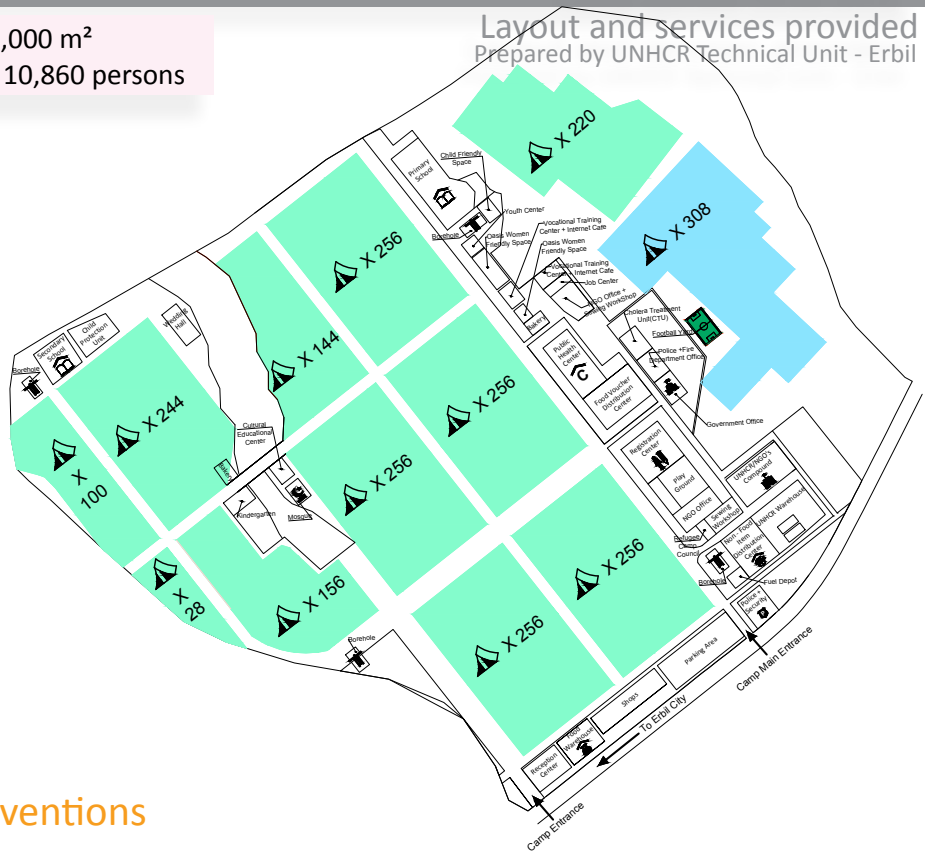 ,000 m²
10,860 persons
Layout and services provided
Prepared by UNHCR Technical Unit - Erbil
X 220
Child Friendly
Space
Primary
School
X 308
Youth Center
Borehole
Vocational Training
Center + Internet Cafe
Oasis Women
Friendly Space
Oasis Women
Friendly Space
Vocational Training
Center + Internet Cafe
Job Center
NGO Office +
Sewing WorkShop
Bakery
Cholera Treatment
Unit(CTU)
Football Yard
Police +Fire
Department Office
Government Office
Public
Health
Center
Food Voucher
Distribution
Center
X 256
X 144
Wedding
Hall
Child
Protection
Unit
Secondary
School
Borehole
X 244
X
100
X 256
X 256
Cultural
Educational
Center
Bakery
Kindergarten
Mosque
X
28
X 156
Borehole
Registration
Center
Play
Ground
NGO Office
Sewing
Workshop
Refugee
Camp
Council
UNHCR/NGO's
Compound
UNHCR Warehouse
Non - Food
Item
Distribution
Center
Borehole
Fuel Depot
Police +
Security
X 256
X 256
Camp Main Entrance
Parking Area
Shops
To Erbil City
Food
Warehouse
Reception
Center
Camp Entrance
ventions